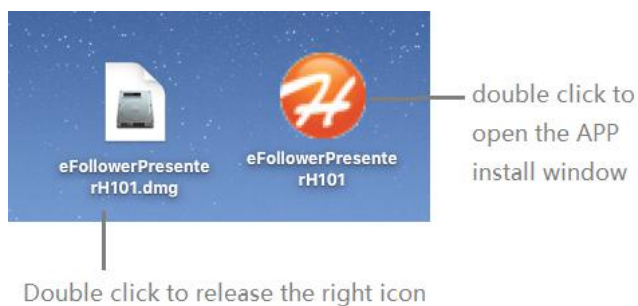 eFollowerPresente
rH101.dmg
eFollowerPresente
rH101
double click to
open the APP
install window
Double click to release the right icon